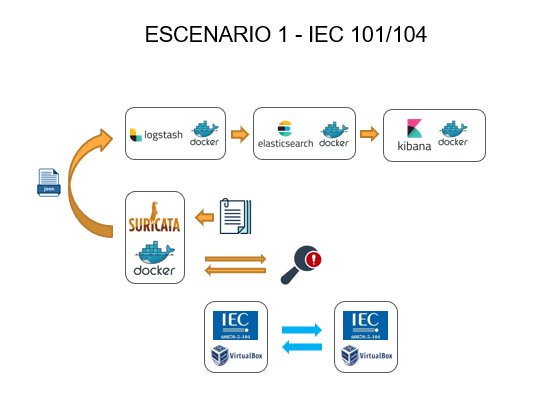 ESCENARIO 1 - IEC 101/104
logstash
docker
elasticsearch
docker
kibana
docker
json
SURICATA
docker
IEC
60870-5-104
VirtualBox
IEC
60870-5-104
VirtualBox